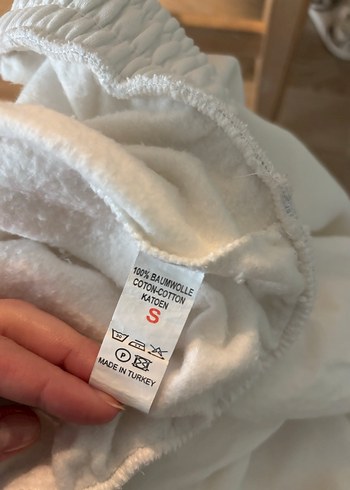 100% BAUMWOLLE
COTON-COTTON
KATOEN
S
P
MADE IN TURKEY